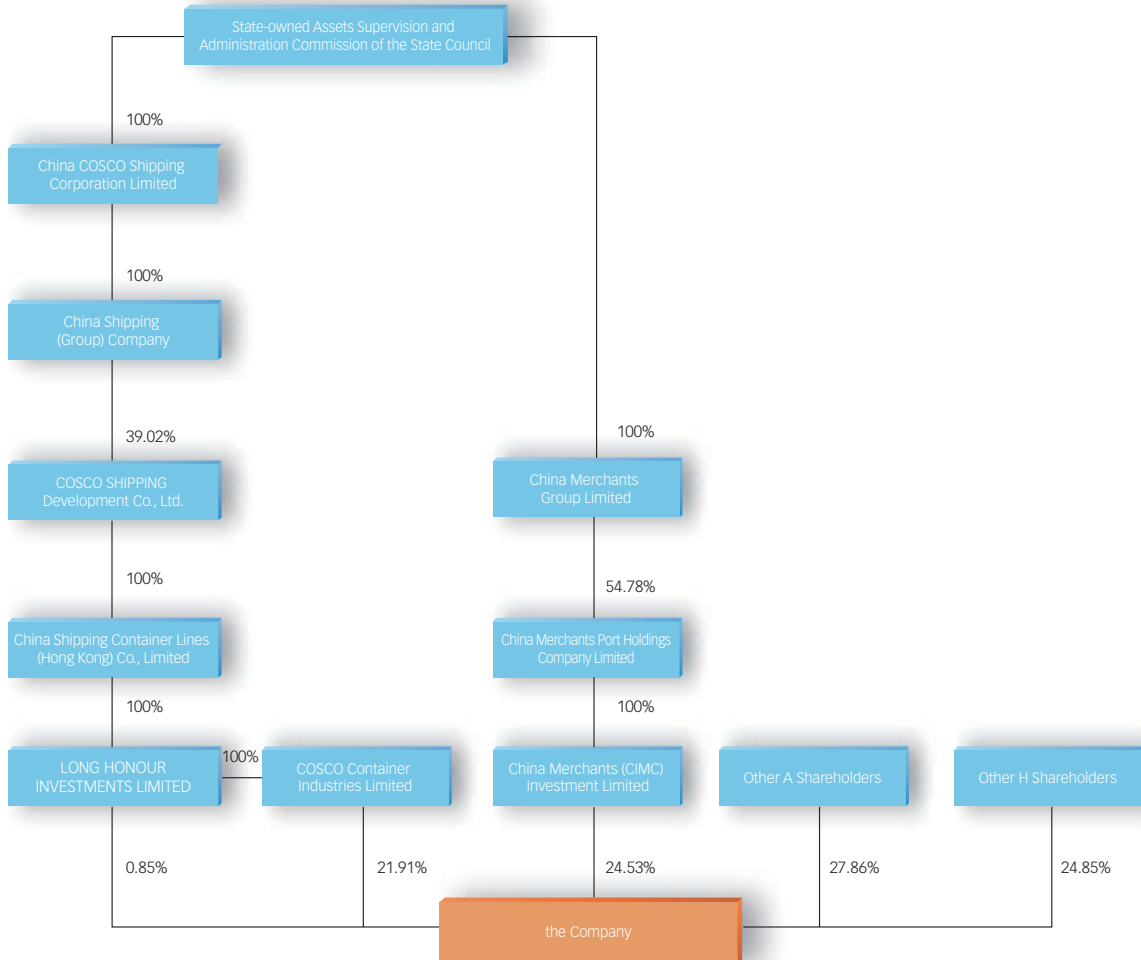 State-owned Assets Supervision and
Administration Commission of the State Council
100%
China COSCO Shipping
Corporation Limited
100%
China Shipping
(Group) Company
39.02%
100%
COSCO SHIPPING
Development Co., Ltd.
China Merchants
Group Limited
100%
54.78%
China Shipping Container Lines
(Hong Kong) Co., Limited
China Merchants Port Holdings
Company Limited
100%
100%
100%
LONG HONOUR
INVESTMENTS LIMITED
COSCO Container
Industries Limited
China Merchants (CIMC)
Investment Limited
Other A Shareholders
Other H Shareholders
0.85%
21.91%
24.53%
27.86%
24.85%
the Company